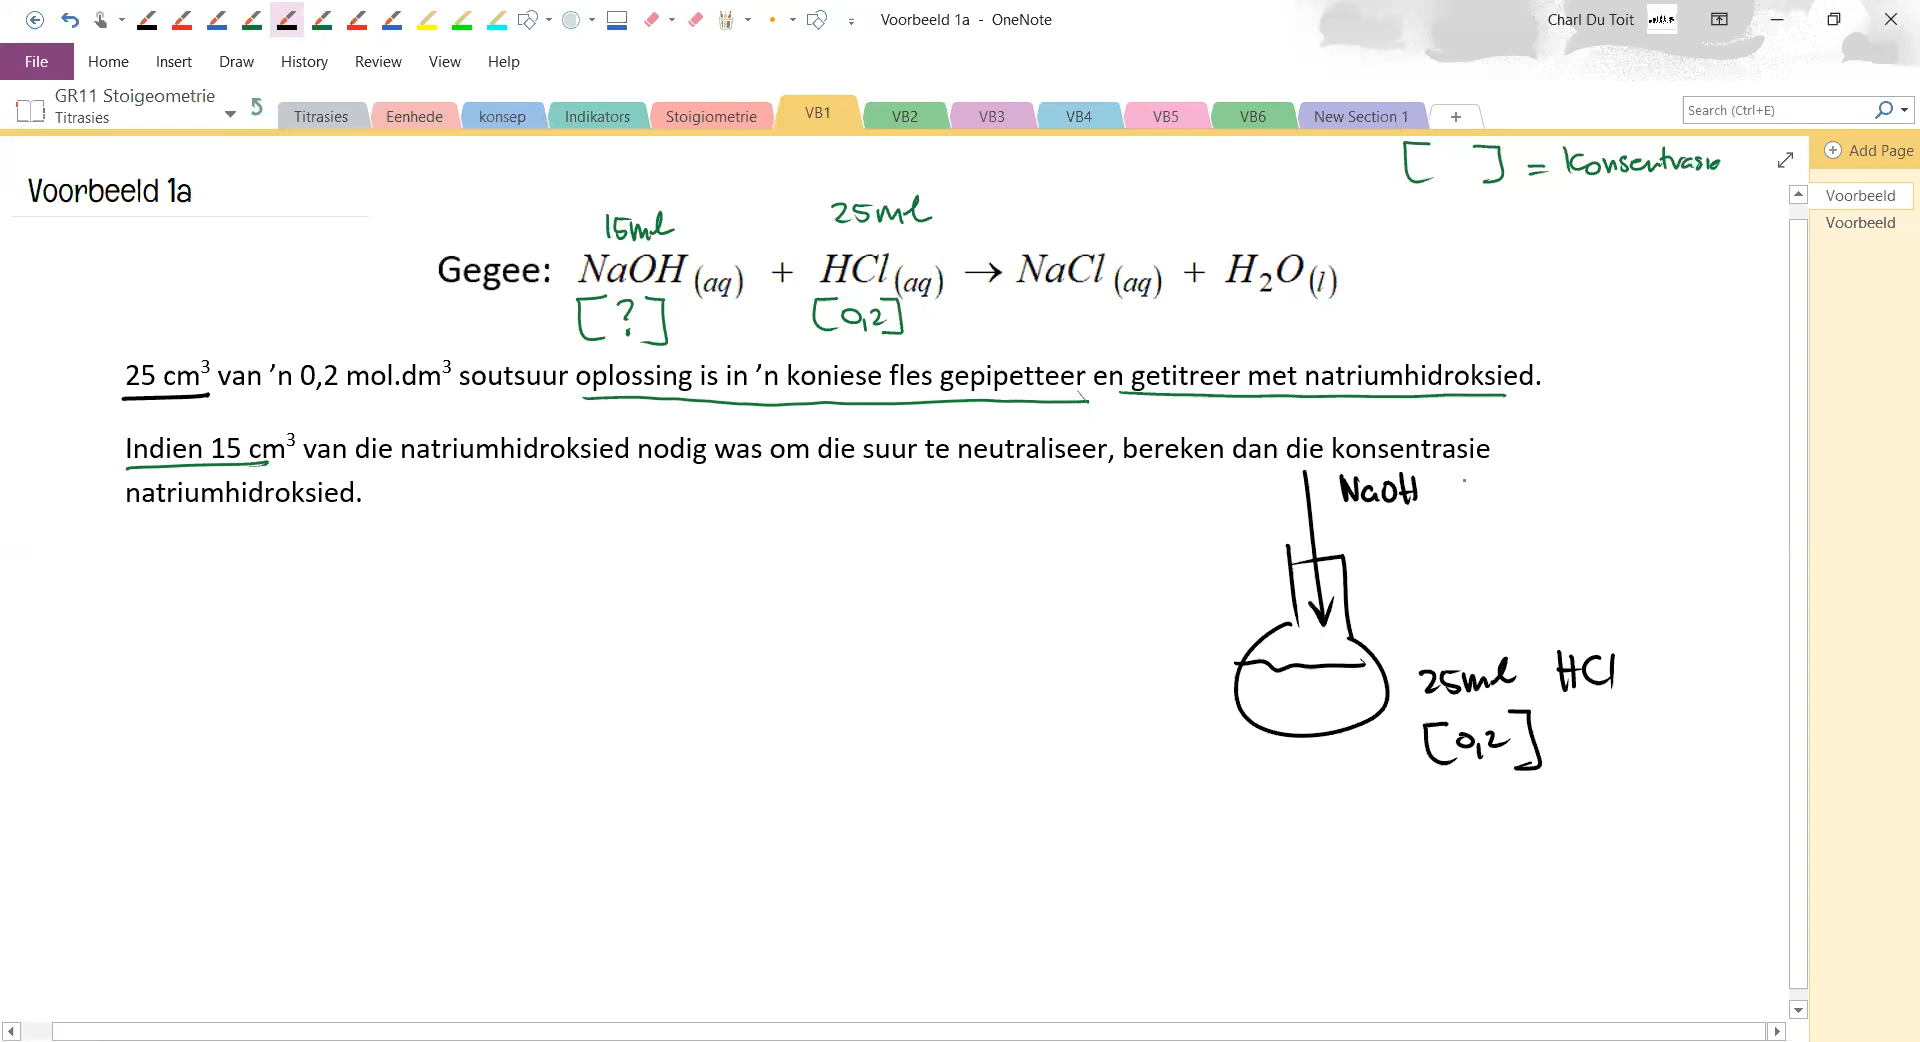 Voorbeeld 1a - OneNote
Charl Du Toit
File Home Insert Draw History Review View Help
GR11 Stoigeometrie
Titrasies
Titrasies Eenhede konsep Indikators Stoigiometrie VB1 VB2 VB3 VB4 VB5 VB6 New Section 1 +
Search (Ctrl+E)
Add Page
Voorbeeld
Voorbeeld
[ ] = Konsentrasie
Voorbeeld 1a
15ml 25ml
Gegee: NaOH(aq) + HCl(aq) → NaCl(aq) + H₂O(l)
[?] [0,2]
25 cm³ van ’n 0,2 mol.dm³ soutsuur oplossing is in ’n koniese fles gepipetteer en getitreer met natriumhidroksied.
Indien 15 cm³ van die natriumhidroksied nodig was om die suur te neutraliseer, bereken dan die konsentrasie
natriumhidroksied.
NaOH
25ml HCl
[0,2]